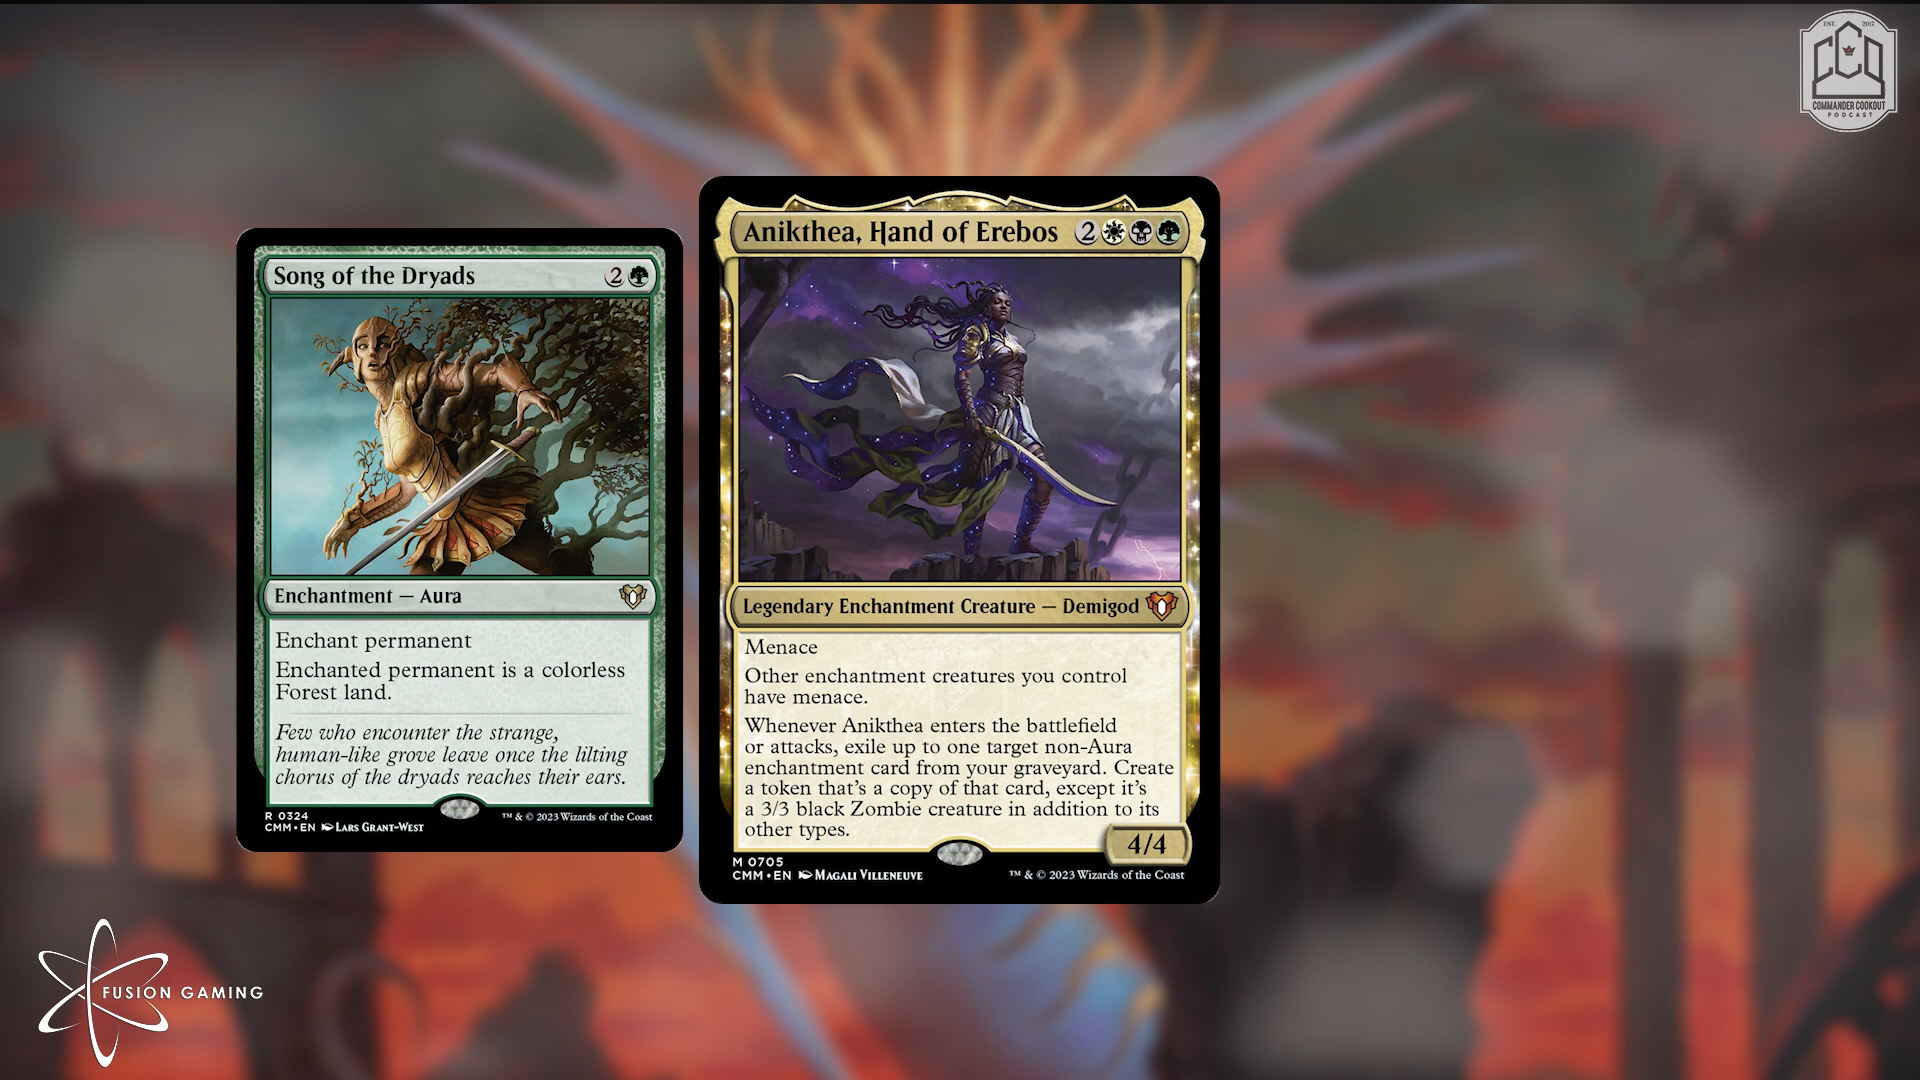 EST. 2017
COMMANDER COOKOUT
PODCAST
Song of the Dryads 2
Enchantment — Aura
Enchant permanent
Enchanted permanent is a colorless
Forest land.
Few who encounter the strange,
human-like grove leave once the lilting
chorus of the dryads reaches their ears.
R 0324
CMM • EN Lars Grant-West
™ & © 2023 Wizards of the Coast
Anikthea, Hand of Erebos 2
Legendary Enchantment Creature — Demigod
Menace
Other enchantment creatures you control
have menace.
Whenever Anikthea enters the battlefield
or attacks, exile up to one target non-Aura
enchantment card from your graveyard. Create
a token that's a copy of that card, except it's
a 3/3 black Zombie creature in addition to its
other types.
4/4
M 0705
CMM • EN Magali Villeneuve
™ & © 2023 Wizards of the Coast
FUSION GAMING